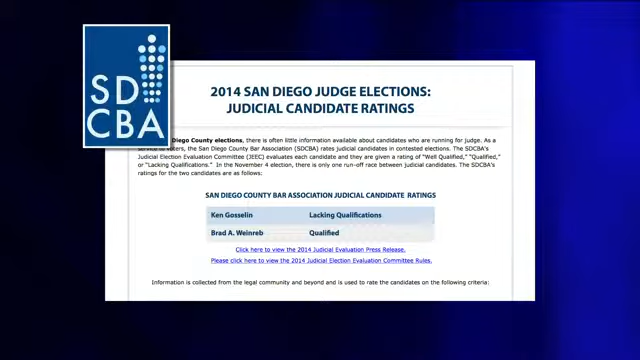 SD
CBA
2014 SAN DIEGO JUDGE ELECTIONS:
JUDICIAL CANDIDATE RATINGS
Diego County elections, there is often little information available about candidates who are running for judge. As a
service to voters, the San Diego County Bar Association (SDCBA) rates judicial candidates in contested elections. The SDCBA's
Judicial Election Evaluation Committee (JEEC) evaluates each candidate and they are given a rating of "Well Qualified," "Qualified,"
or "Lacking Qualifications." In the November 4 election, there is only one run-off race between judicial candidates. The SDCBA's
ratings for the two candidates are as follows:
SAN DIEGO COUNTY BAR ASSOCIATION JUDICIAL CANDIDATE RATINGS
Ken Gosselin Lacking Qualifications
Brad A. Weinreb Qualified
Click here to view the 2014 Judicial Evaluation Press Release.
Please click here to view the 2014 Judicial Election Evaluation Committee Rules.
Information is collected from the legal community and beyond and is used to rate the candidates on the following criteria: